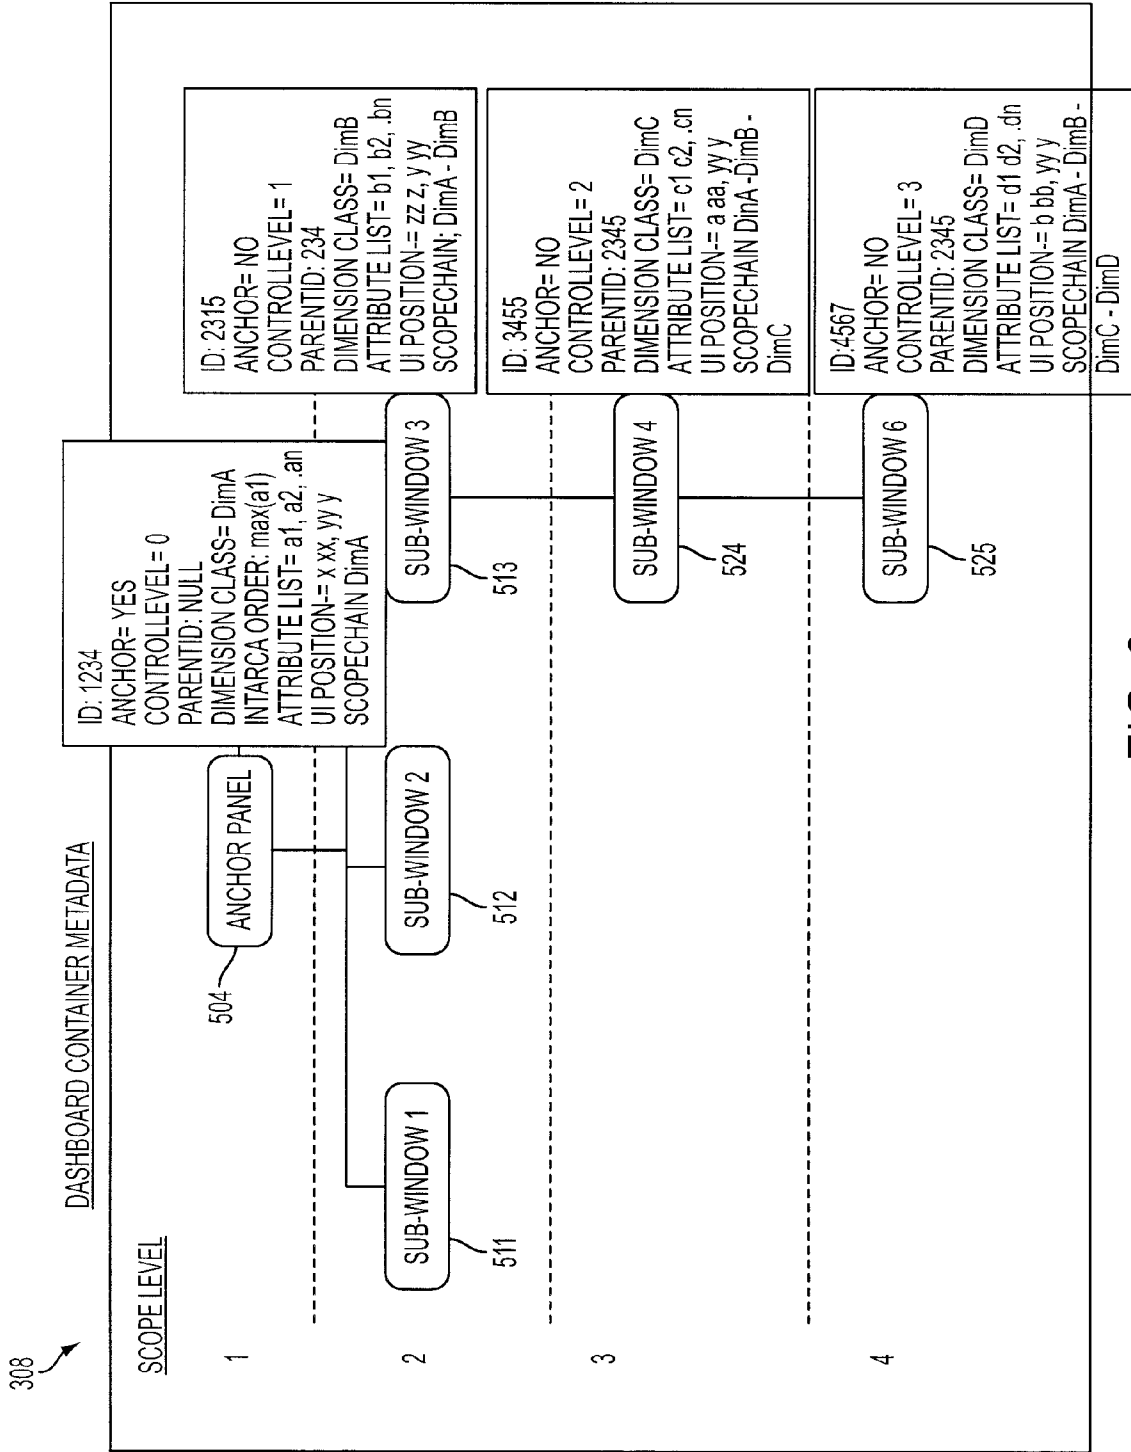 308
DASHBOARD CONTAINER METADATA
SCOPE LEVEL
1
504
ANCHOR PANEL
ID: 1234
ANCHOR= YES
CONTROLLEVEL= 0
PARENTID: NULL
DIMENSION CLASS= DimA
INTARCA ORDER: max(a1)
ATTRIBUTE LIST= a1, a2, .an
UI POSITION-= x xx, yy y
SCOPECHAIN DimA
2
SUB-WINDOW 1
511
SUB-WINDOW 2
512
SUB-WINDOW 3
513
ID: 2315
ANCHOR= NO
CONTROLLEVEL= 1
PARENTID: 234
DIMENSION CLASS= DimB
ATTRIBUTE LIST= b1, b2, .bn
UI POSITION-= zz z, y yy
SCOPECHAIN; DimA - DimB
3
SUB-WINDOW 4
524
ID: 3455
ANCHOR= NO
CONTROLLEVEL= 2
PARENTID: 2345
DIMENSION CLASS= DimC
ATTRIBUTE LIST= c1 c2, .cn
UI POSITION-= a aa, yy y
SCOPECHAIN DinA -DimB -
DimC
4
SUB-WINDOW 6
525
ID:4567
ANCHOR= NO
CONTROLLEVEL= 3
PARENTID: 2345
DIMENSION CLASS= DimD
ATTRIBUTE LIST= d1 d2, .dn
UI POSITION-= b bb, yy y
SCOPECHAIN DimA - DimB -
DimC - DimD